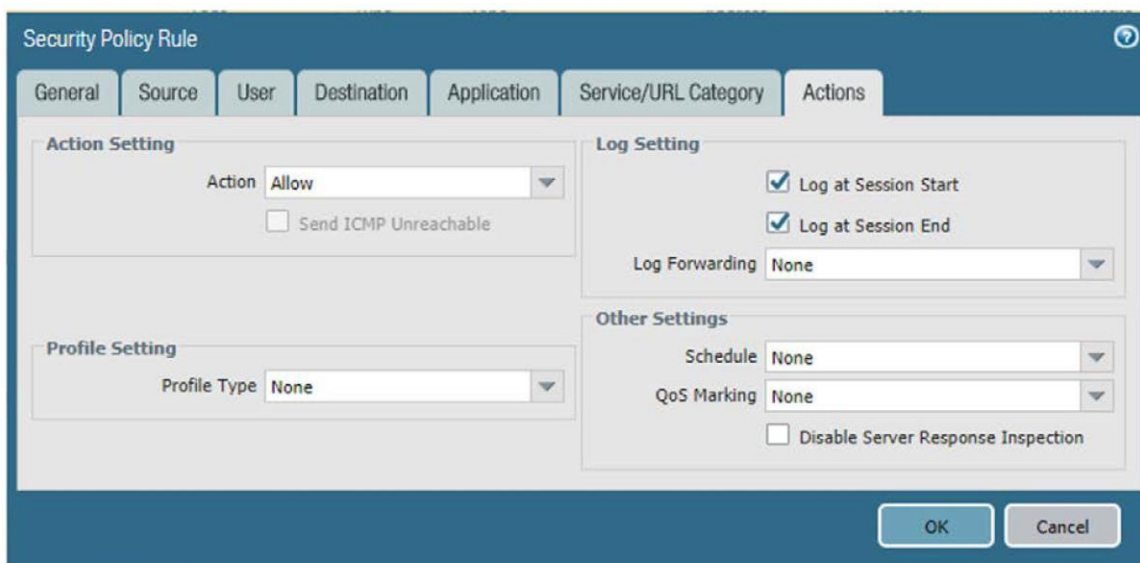 Security Policy Rule
General Source User Destination Application Service/URL Category Actions
Action Setting
Action Allow
Send ICMP Unreachable
Profile Setting
Profile Type None
Log Setting
Log at Session Start
Log at Session End
Log Forwarding None
Other Settings
Schedule None
QoS Marking None
Disable Server Response Inspection
OK Cancel